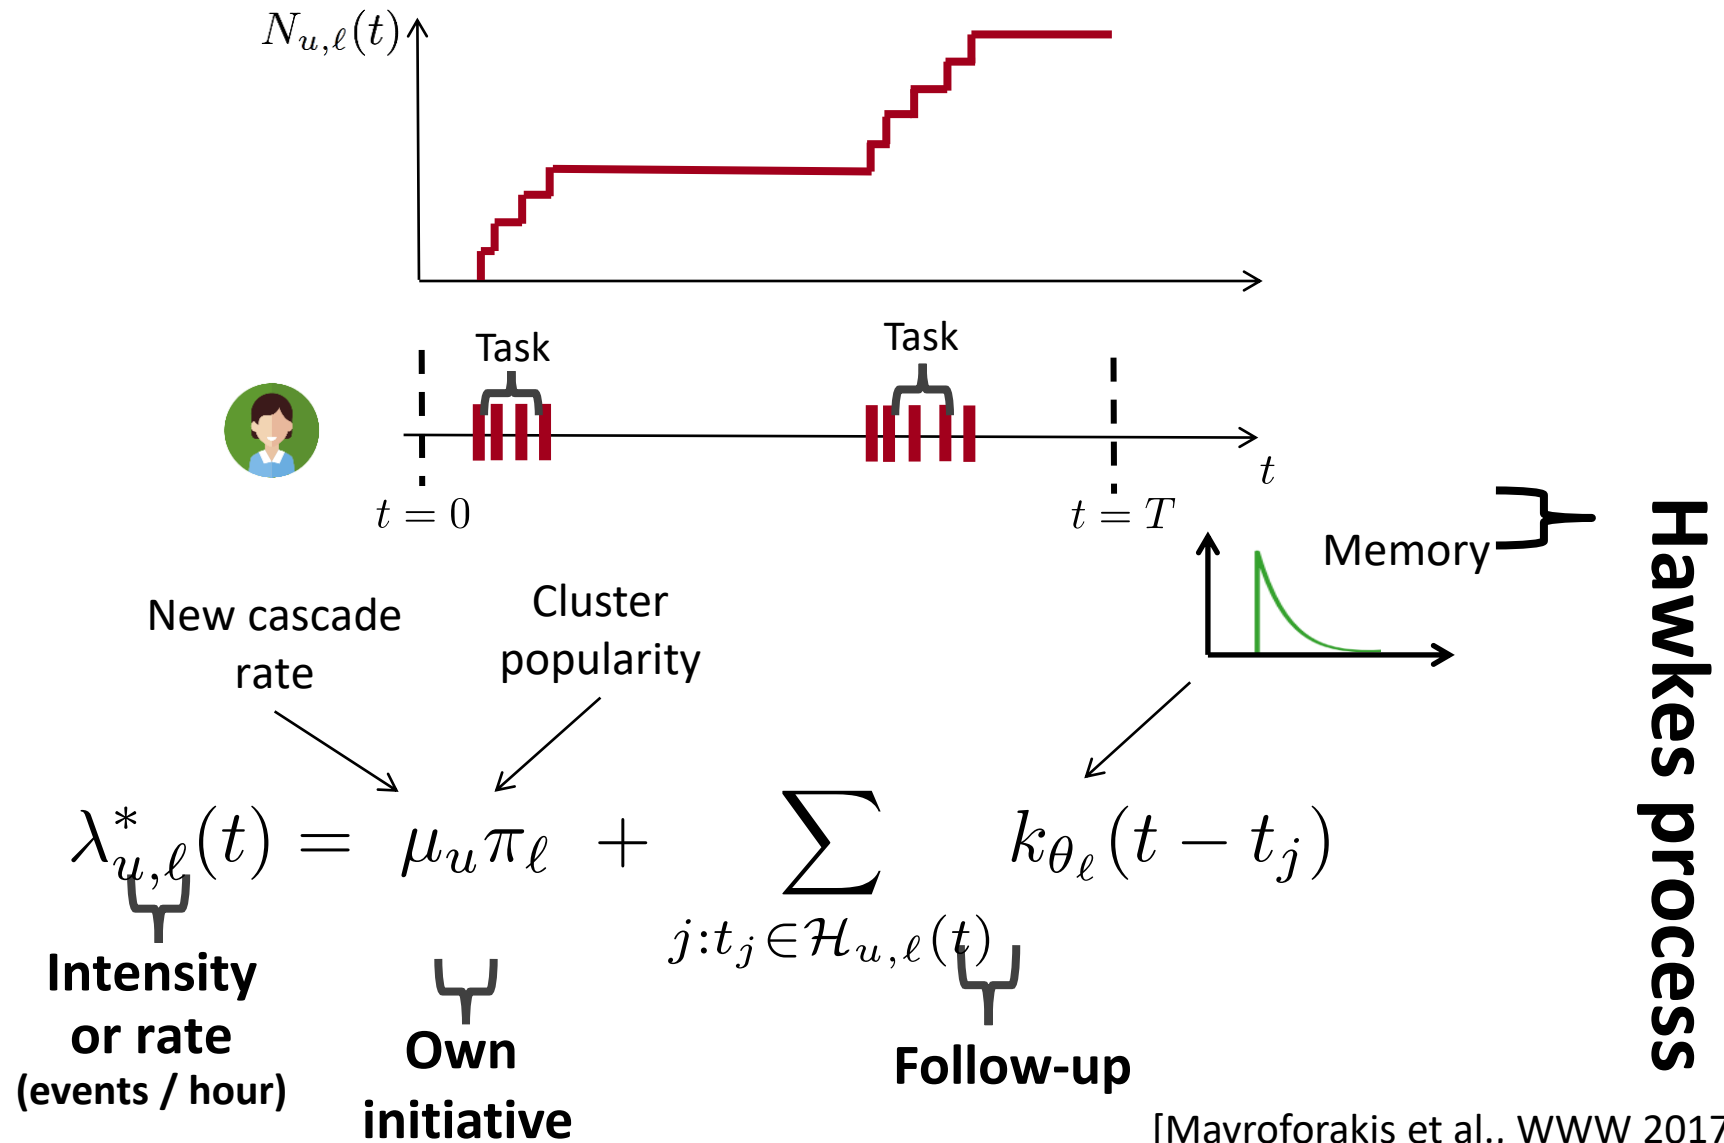 N_{u,ℓ}(t)
Task
Task
t
t = 0
t = T
Memory
Hawkes process
New cascade
rate
Cluster
popularity
λ*_{u,ℓ}(t) = μ_u π_ℓ + ∑_{j:t_j∈ℋ_{u,ℓ}(t)} k_{θ_ℓ}(t − t_j)
Intensity
or rate
(events / hour)
Own
initiative
Follow-up
[Mavroforakis et al., WWW 2017